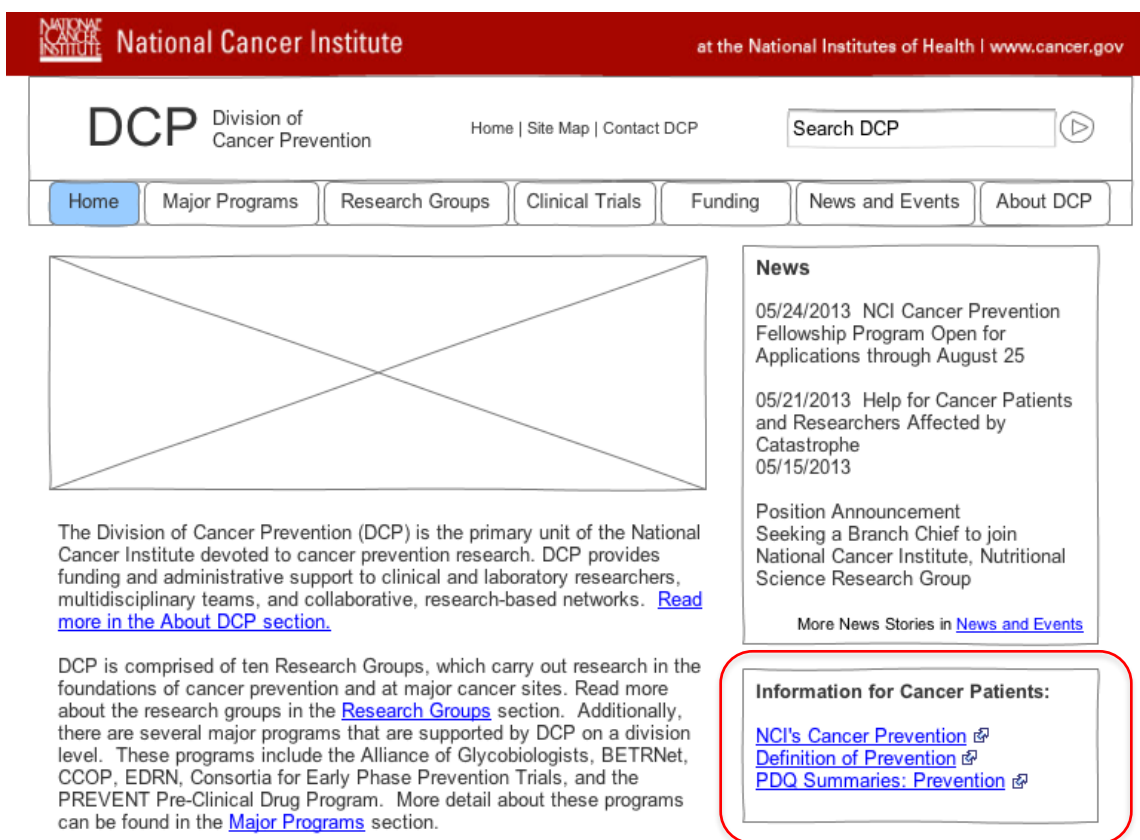 NATIONAL
CANCER
INSTITUTE
National Cancer Institute
at the National Institutes of Health | www.cancer.gov
DCP
Division of
Cancer Prevention
Home | Site Map | Contact DCP
Search DCP
Home
Major Programs
Research Groups
Clinical Trials
Funding
News and Events
About DCP
The Division of Cancer Prevention (DCP) is the primary unit of the National
Cancer Institute devoted to cancer prevention research. DCP provides
funding and administrative support to clinical and laboratory researchers,
multidisciplinary teams, and collaborative, research-based networks. Read
more in the About DCP section.
DCP is comprised of ten Research Groups, which carry out research in the
foundations of cancer prevention and at major cancer sites. Read more
about the research groups in the Research Groups section. Additionally,
there are several major programs that are supported by DCP on a division
level. These programs include the Alliance of Glycobiologists, BETRNet,
CCOP, EDRN, Consortia for Early Phase Prevention Trials, and the
PREVENT Pre-Clinical Drug Program. More detail about these programs
can be found in the Major Programs section.
News
05/24/2013 NCI Cancer Prevention
Fellowship Program Open for
Applications through August 25
05/21/2013 Help for Cancer Patients
and Researchers Affected by
Catastrophe
05/15/2013
Position Announcement
Seeking a Branch Chief to join
National Cancer Institute, Nutritional
Science Research Group
More News Stories in News and Events
Information for Cancer Patients:
NCI's Cancer Prevention
Definition of Prevention
PDQ Summaries: Prevention